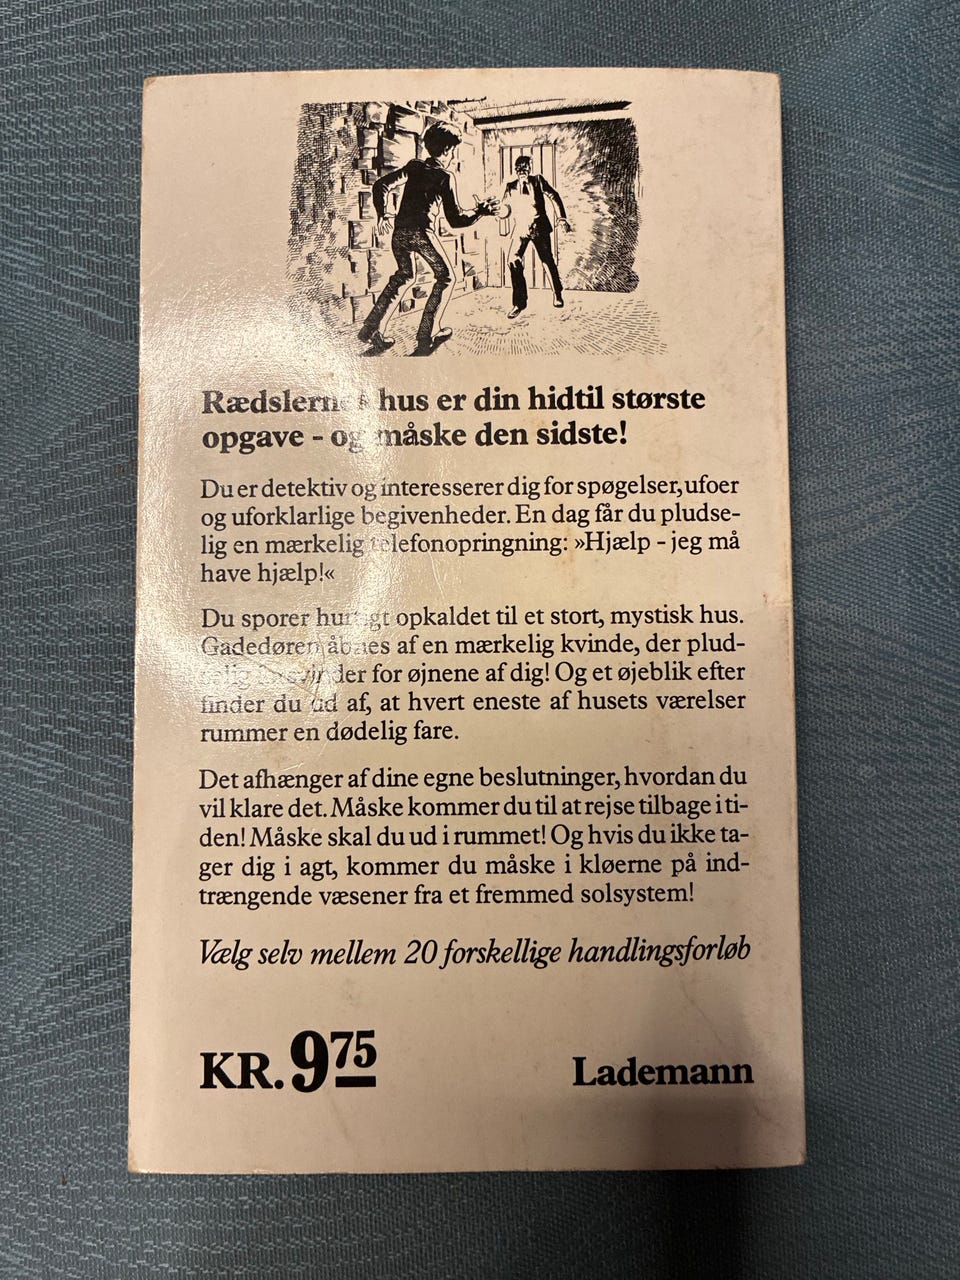 Rædslernes hus er din hidtil største
opgave - og måske den sidste!
Du er detektiv og interesserer dig for spøgelser, ufoer
og uforklarlige begivenheder. En dag får du pludse-
lig en mærkelig telefonopringning: »Hjælp - jeg må
have hjælp!«
Du sporer hurtigt opkaldet til et stort, mystisk hus.
Gadedøren åbnes af en mærkelig kvinde, der plud-
selig forsvinder for øjnene af dig! Og et øjeblik efter
finder du ud af, at hvert eneste af husets værelser
rummer en dødelig fare.
Det afhænger af dine egne beslutninger, hvordan du
vil klare det. Måske kommer du til at rejse tilbage i ti-
den! Måske skal du ud i rummet! Og hvis du ikke ta-
ger dig i agt, kommer du måske i kløerne på ind-
trængende væsener fra et fremmed solsystem!
Vælg selv mellem 20 forskellige handlingsforløb
KR. 975 Lademann